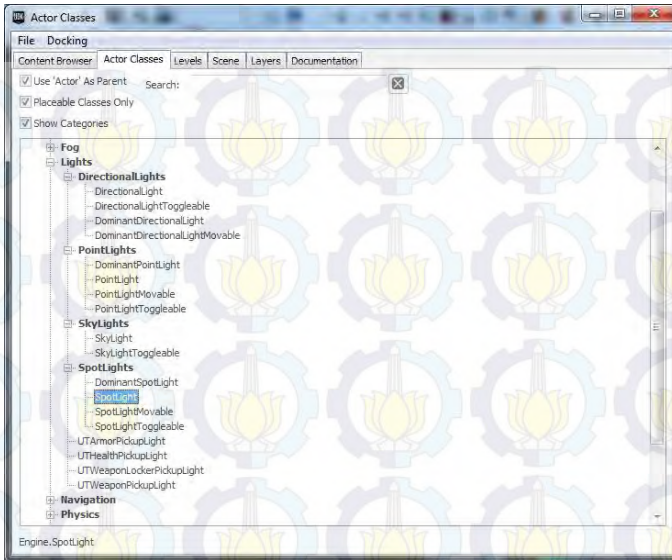 Actor Classes
File Docking
Content Browser Actor Classes Levels Scene Layers Documentation
Use 'Actor' As Parent Search:
Placeable Classes Only
Show Categories
Fog
Lights
DirectionalLights
DirectionalLight
DirectionalLightToggleable
DominantDirectionalLight
DominantDirectionalLightMovable
PointLights
DominantPointLight
PointLight
PointLightMovable
PointLightToggleable
SkyLights
SkyLight
SkyLightToggleable
SpotLights
DominantSpotLight
SpotLight
SpotLightMovable
SpotLightToggleable
UTArmorPickupLight
UTHealthPickupLight
UTWeaponLockerPickupLight
UTWeaponPickupLight
Navigation
Physics
Engine.SpotLight